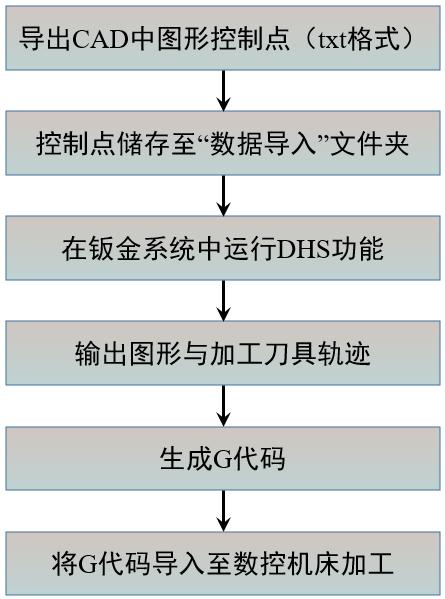 导出CAD中图形控制点（txt格式）
控制点储存至“数据导入”文件夹
在钣金系统中运行DHS功能
输出图形与加工刀具轨迹
生成G代码
将G代码导入至数控机床加工